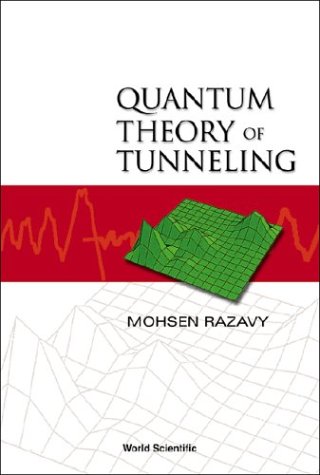 QUANTUM
THEORY OF
TUNNELING
MOHSEN RAZAVY
World Scientific